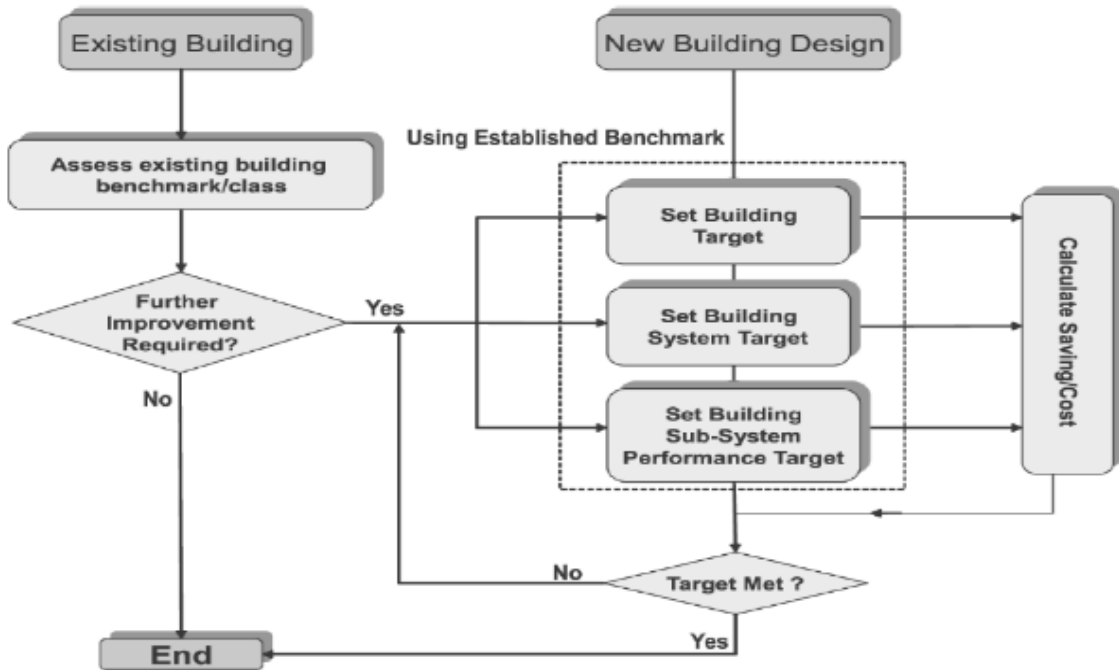 Existing Building
New Building Design
Using Established Benchmark
Assess existing building
benchmark/class
Set Building
Target
Calculate Saving/Cost
Further
Improvement
Required?
Yes
Set Building
System Target
No
Set Building
Sub-System
Performance Target
No
Target Met ?
Yes
End